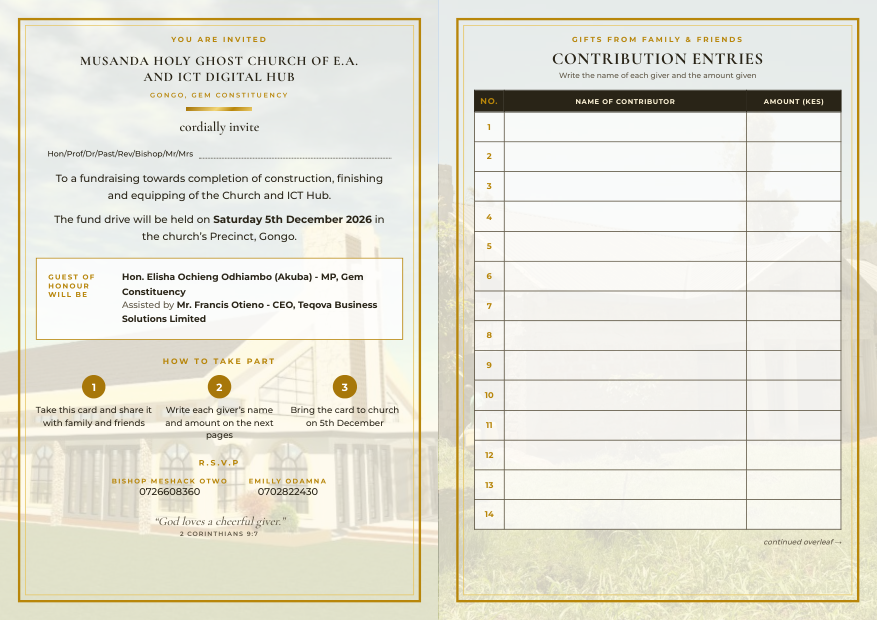 YOU ARE INVITED
MUSANDA HOLY GHOST CHURCH OF E.A.
AND ICT DIGITAL HUB
GONGO, GEM CONSTITUENCY
cordially invite
Hon/Prof/Dr/Past/Rev/Bishop/Mr/Mrs
To a fundraising towards completion of construction, finishing
and equipping of the Church and ICT Hub.
The fund drive will be held on Saturday 5th December 2026 in
the church's Precinct, Gongo.
GUEST OF
HONOUR
WILL BE
Hon. Elisha Ochieng Odhiambo (Akuba) - MP, Gem
Constituency
Assisted by Mr. Francis Otieno - CEO, Teqova Business
Solutions Limited
HOW TO TAKE PART
1
Take this card and share it
with family and friends
2
Write each giver's name
and amount on the next
pages
3
Bring the card to church
on 5th December
R.S.V.P
BISHOP MESHACK OTWO
0726608360
EMILLY ODAMNA
0702822430
"God loves a cheerful giver."
2 CORINTHIANS 9:7
GIFTS FROM FAMILY & FRIENDS
CONTRIBUTION ENTRIES
Write the name of each giver and the amount given
NO. NAME OF CONTRIBUTOR AMOUNT (KES)
1
2
3
4
5
6
7
8
9
10
11
12
13
14
continued overleaf →